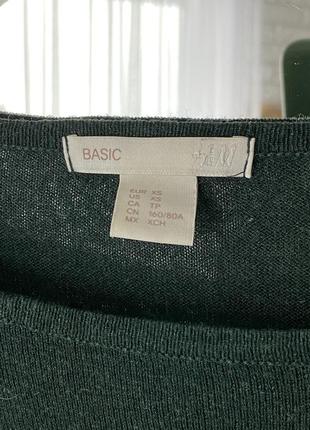 BASIC H&M
EUR XS
US XS
CA TP
CN 160/80A
MX XCH